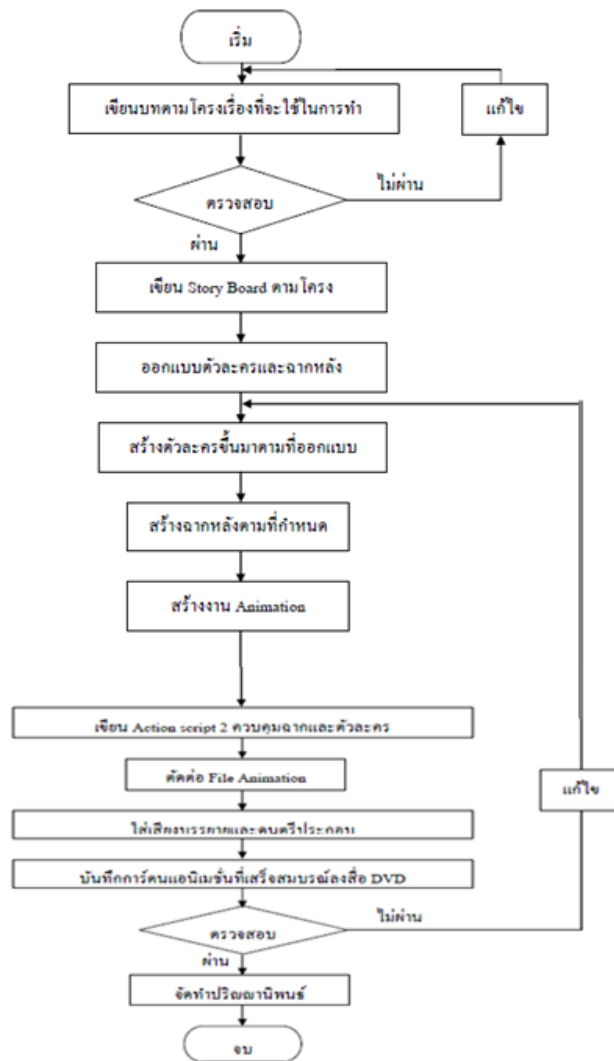 เริ่ม
เขียนบทตามโครงเรื่องที่จะใช้ในการทำ
แก้ไข
ไม่ผ่าน
ตรวจสอบ
ผ่าน
เขียน Story Board ตามโครง
ออกแบบตัวละครและฉากหลัง
สร้างตัวละครขึ้นมาตามที่ออกแบบ
สร้างฉากหลังตามที่กำหนด
สร้างงาน Animation
เขียน Action script 2 ควบคุมฉากและตัวละคร
ตัดต่อ File Animation
แก้ไข
ใส่เสียงบรรยายและดนตรีประกอบ
บันทึกการ์ตูนแอนิเมชั่นที่เสร็จสมบูรณ์ลงสื่อ DVD
ไม่ผ่าน
ตรวจสอบ
ผ่าน
จัดทำปริญญานิพนธ์
จบ